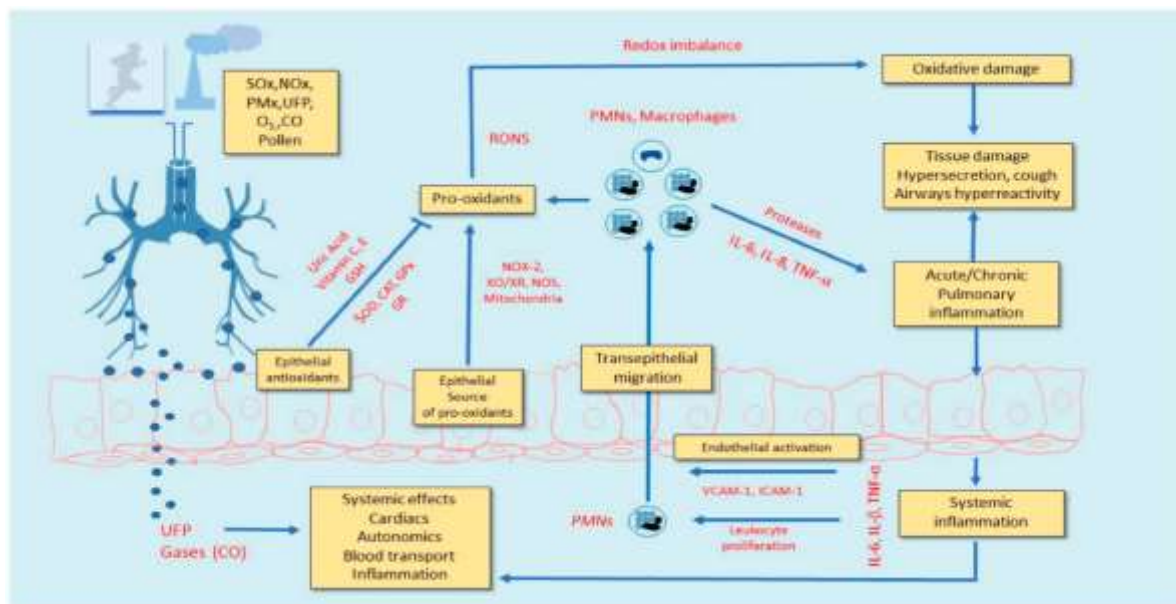 SOx,NOx,
PMx,UFP,
O3,CO
Pollen
Redox imbalance
Oxidative damage
PMNs, Macrophages
RONS
Tissue damage
Hypersecretion, cough
Airways hyperreactivity
Pro-oxidants
Proteases
IL-6, IL-8, TNF-α
Uric Acid
Vitamin C, E
GSH
SOD, CAT, GPx
GR
NOX-2,
XO/XR, NOS,
Mitochondria
Acute/Chronic
Pulmonary
inflammation
Epithelial
antioxidants
Epithelial
Source
of pro-oxidants
Transepithelial
migration
Endothelial activation
VCAM-1, ICAM-1
IL-6, IL-β, TNF-α
Systemic
inflammation
PMNs
Leukocyte
proliferation
UFP
Gases (CO)
Systemic effects
Cardiacs
Autonomics
Blood transport
Inflammation